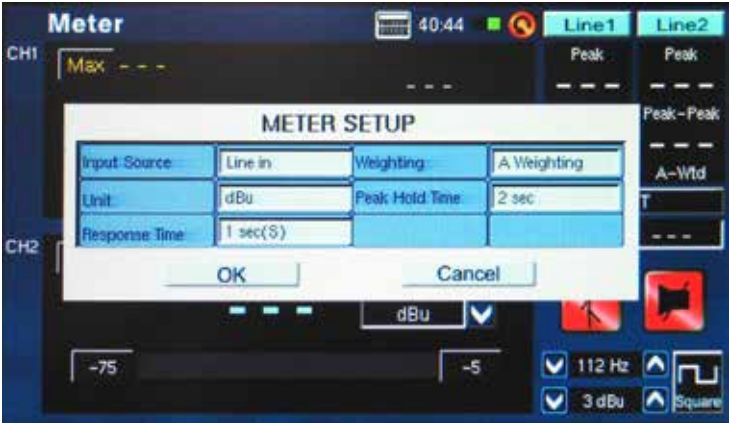 Meter
40:44
Line1
Line2
CH1
Max - - -
- - -
Peak
- - -
Peak
- - -
Peak-Peak
- - -
A-Wtd
T
- - -
METER SETUP
Input Source
Line in
Weighting
A Weighting
Unit
dBu
Peak Hold Time
2 sec
Response Time
1 sec(S)
OK
Cancel
CH2
- - -
dBu
-75
-5
112 Hz
3 dBu
Square